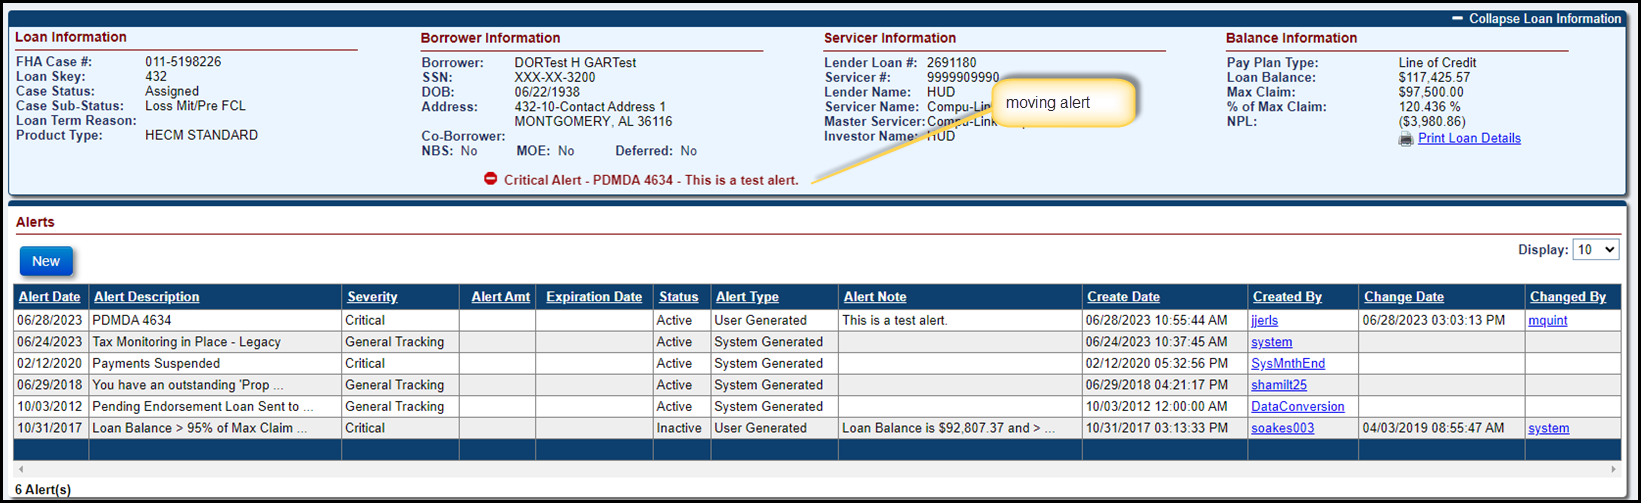 Collapse Loan Information
Loan Information
FHA Case #: 011-5198226
Loan Skey: 432
Case Status: Assigned
Case Sub-Status: Loss Mit/Pre FCL
Loan Term Reason:
Product Type: HECM STANDARD
Borrower Information
Borrower: DORTest H GARTest
SSN: XXX-XX-3200
DOB: 06/22/1938
Address: 432-10-Contact Address 1
MONTGOMERY, AL 36116
Co-Borrower:
NBS: No MOE: No Deferred: No
Servicer Information
Lender Loan #: 2691180
Servicer #: 9999909990
Lender Name: HUD
Servicer Name: Compu-Lin
Master Servicer: Compu-Link
Investor Name: HUD
moving alert
Balance Information
Pay Plan Type: Line of Credit
Loan Balance: $117,425.57
Max Claim: $97,500.00
% of Max Claim: 120.436 %
NPL: ($3,980.86)
Print Loan Details
Critical Alert - PDMDA 4634 - This is a test alert.
Alerts
New
Display: 10
Alert Date Alert Description Severity Alert Amt Expiration Date Status Alert Type Alert Note Create Date Created By Change Date Changed By
06/28/2023 PDMDA 4634 Critical Active User Generated This is a test alert. 06/28/2023 10:55:44 AM jjerls 06/28/2023 03:03:13 PM mquint
06/24/2023 Tax Monitoring in Place - Legacy General Tracking Active System Generated 06/24/2023 10:37:45 AM system
02/12/2020 Payments Suspended Critical Active System Generated 02/12/2020 05:32:56 PM SysMnthEnd
06/29/2018 You have an outstanding 'Prop ... General Tracking Active System Generated 06/29/2018 04:21:17 PM shamilt25
10/03/2012 Pending Endorsement Loan Sent to ... General Tracking Active System Generated 10/03/2012 12:00:00 AM DataConversion
10/31/2017 Loan Balance > 95% of Max Claim ... Critical Inactive User Generated Loan Balance is $92,807.37 and > ... 10/31/2017 03:13:33 PM soakes003 04/03/2019 08:55:47 AM system
6 Alert(s)